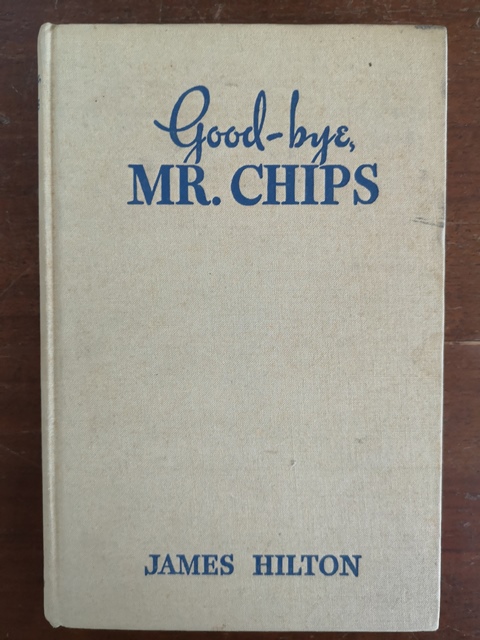 Good-bye,
MR. CHIPS
JAMES HILTON